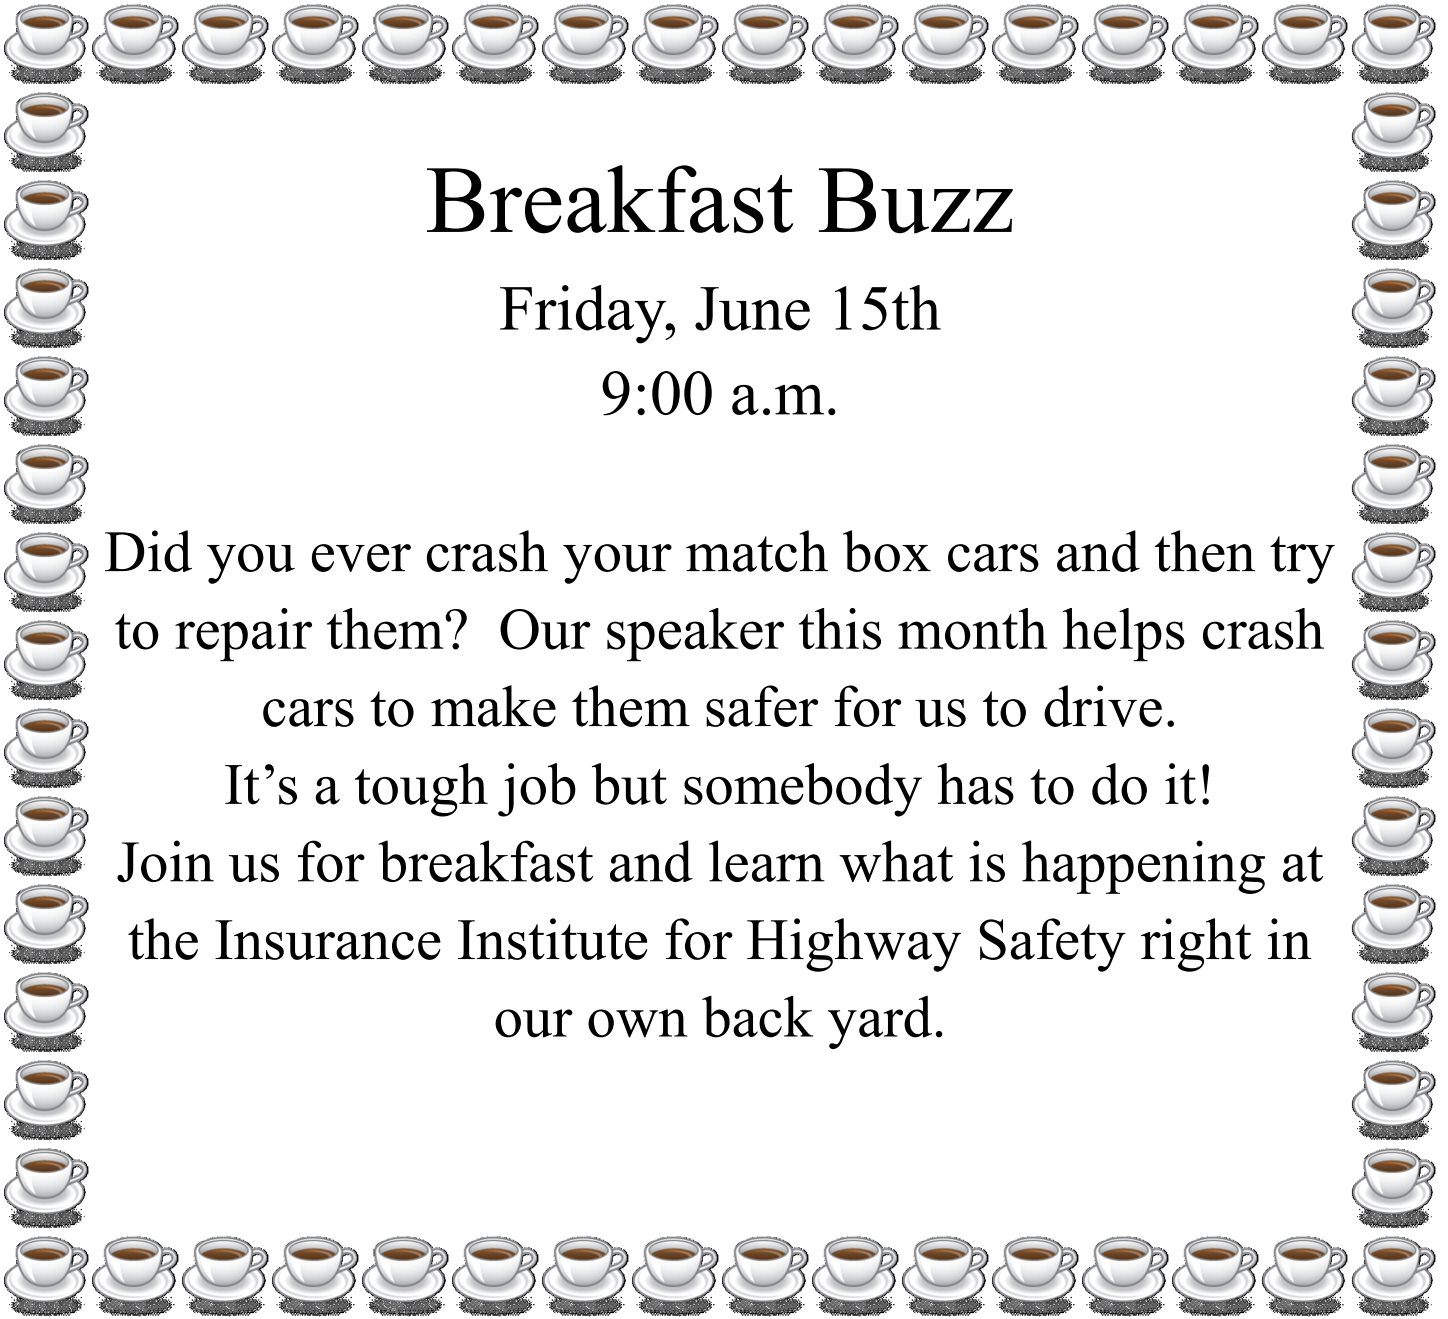 Breakfast Buzz
Friday, June 15th
9:00 a.m.
Did you ever crash your match box cars and then try
to repair them?  Our speaker this month helps crash
cars to make them safer for us to drive.
It’s a tough job but somebody has to do it!
Join us for breakfast and learn what is happening at
the Insurance Institute for Highway Safety right in
our own back yard.